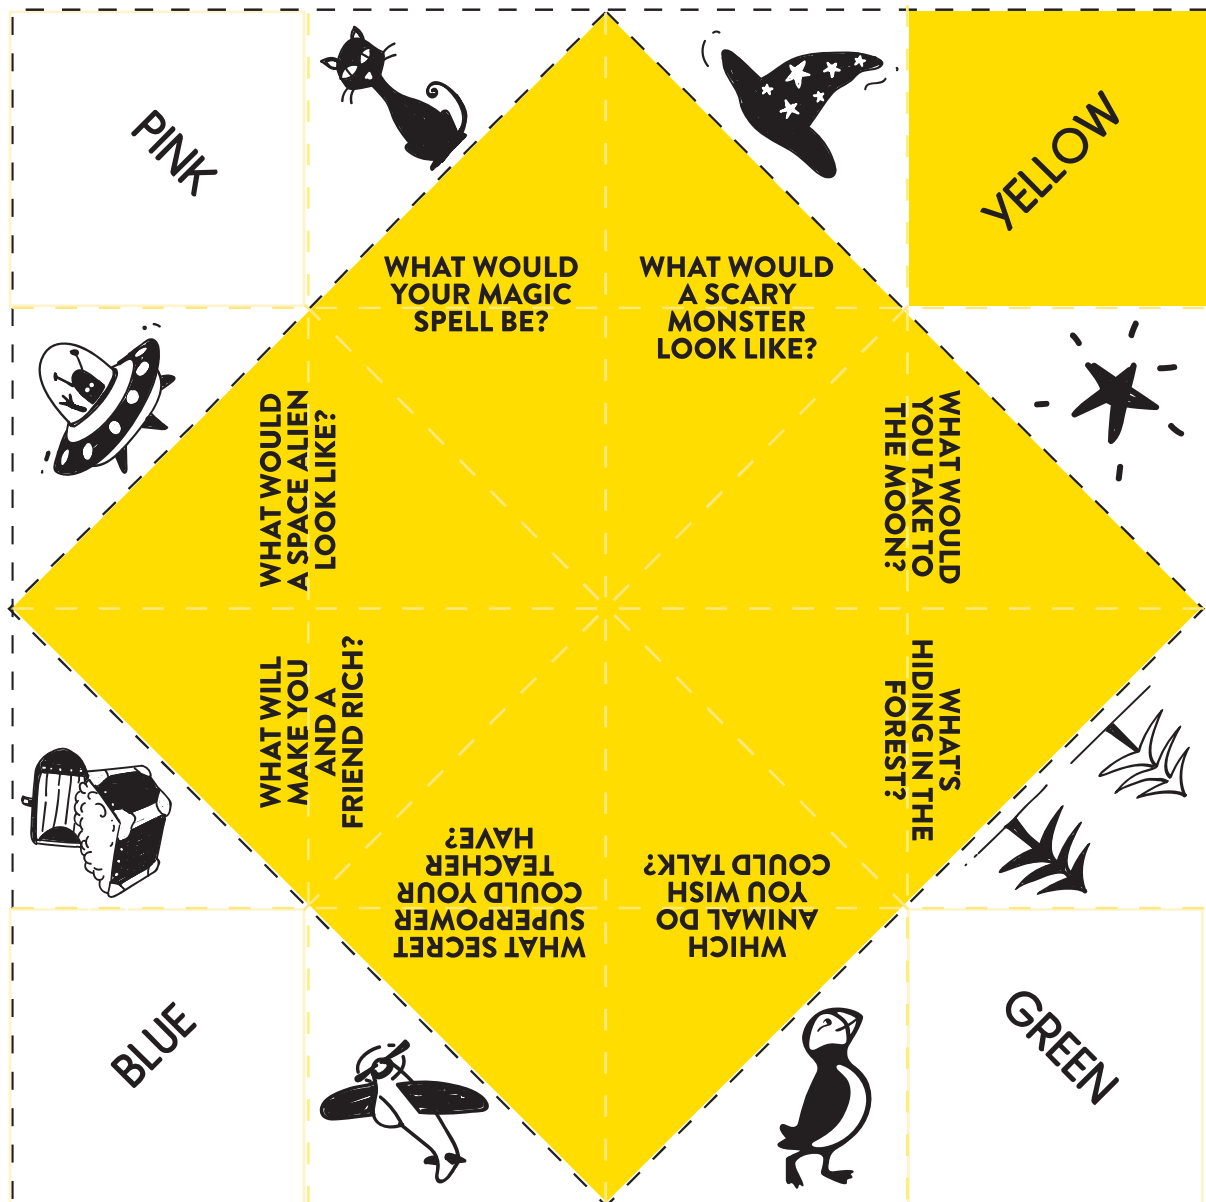 PINK
YELLOW
WHAT WOULD
YOUR MAGIC
SPELL BE?
WHAT WOULD
A SCARY
MONSTER
LOOK LIKE?
WHAT WOULD
A SPACE ALIEN
LOOK LIKE?
WHAT WOULD
YOU TAKE TO
THE MOON?
WHAT WILL
MAKE YOU
AND A
FRIEND RICH?
WHAT'S
HIDING IN THE
FOREST?
WHAT SECRET
SUPERPOWER
COULD YOUR
TEACHER
HAVE?
WHICH
ANIMAL DO
YOU WISH
COULD TALK?
BLUE
GREEN